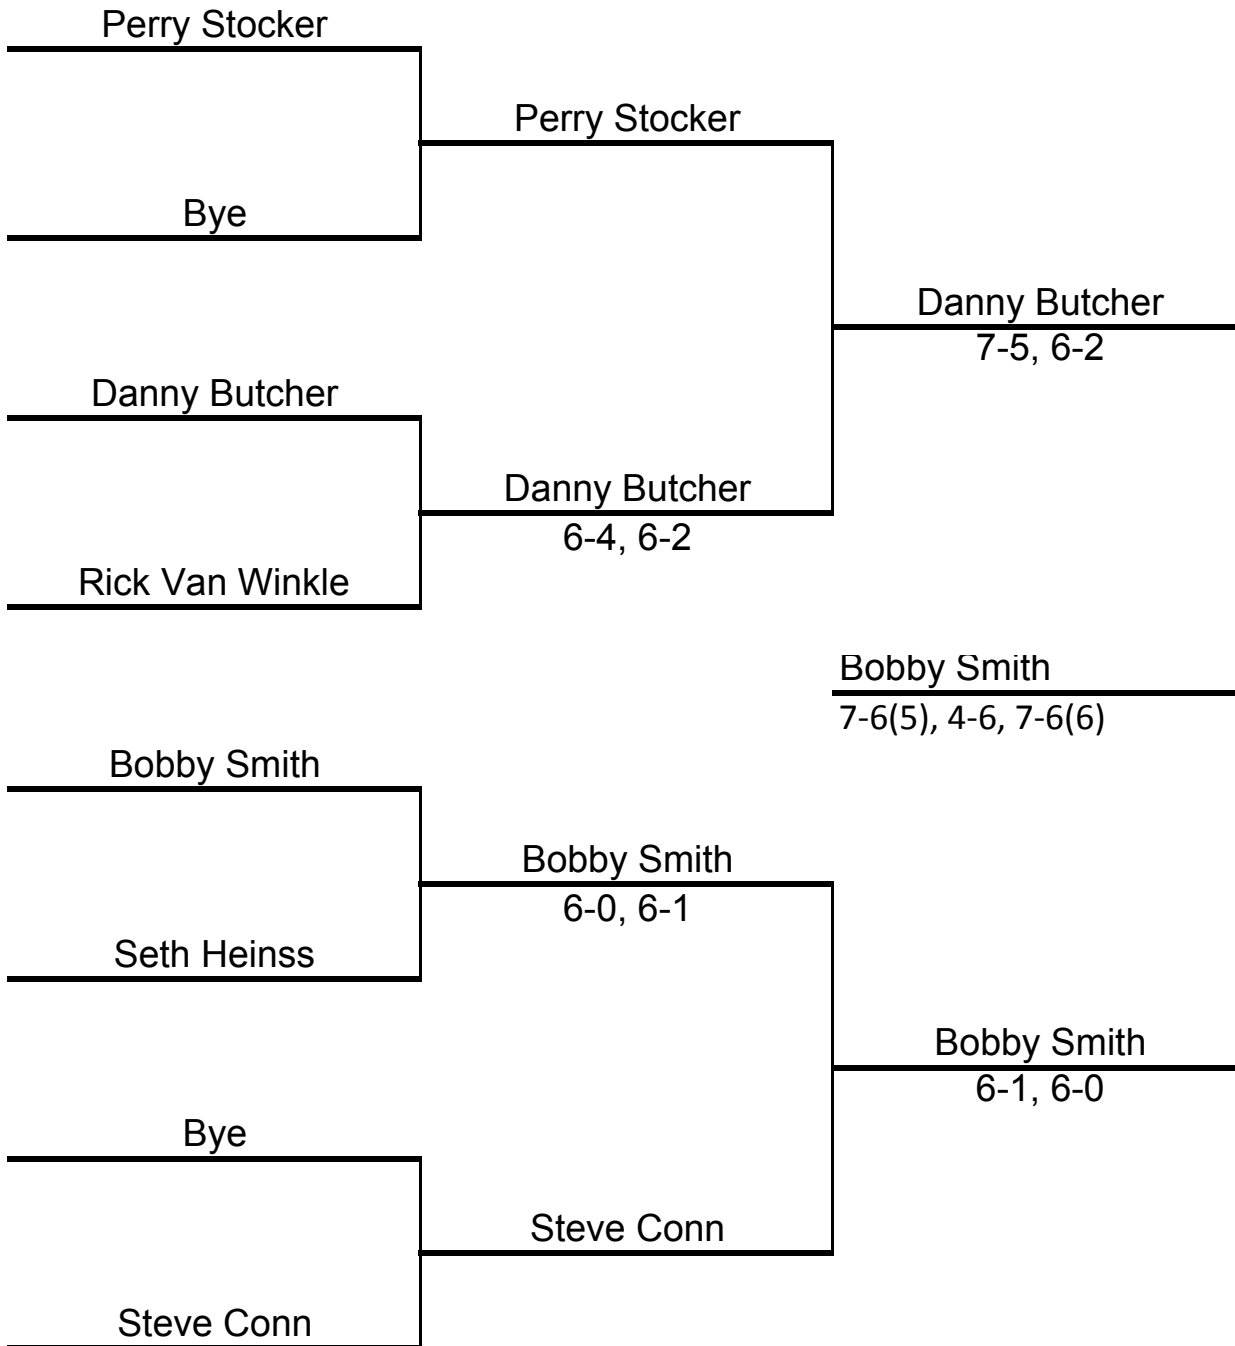 Perry Stocker
Perry Stocker
Bye
Danny Butcher
7-5, 6-2
Danny Butcher
Danny Butcher
6-4, 6-2
Rick Van Winkle
Bobby Smith
7-6(5), 4-6, 7-6(6)
Bobby Smith
Bobby Smith
6-0, 6-1
Seth Heinss
Bobby Smith
6-1, 6-0
Bye
Steve Conn
Steve Conn